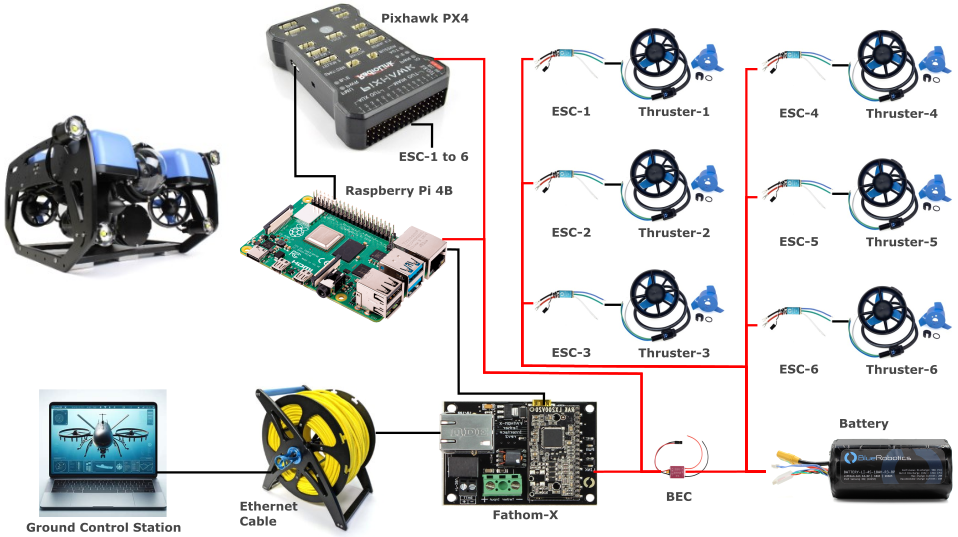 Pixhawk PX4
ESC-1 to 6
Raspberry Pi 4B
ESC-1
Thruster-1
ESC-4
Thruster-4
ESC-2
Thruster-2
ESC-5
Thruster-5
ESC-3
Thruster-3
ESC-6
Thruster-6
Ground Control Station
Ethernet
Cable
Fathom-X
BEC
Battery
BlueRobotics